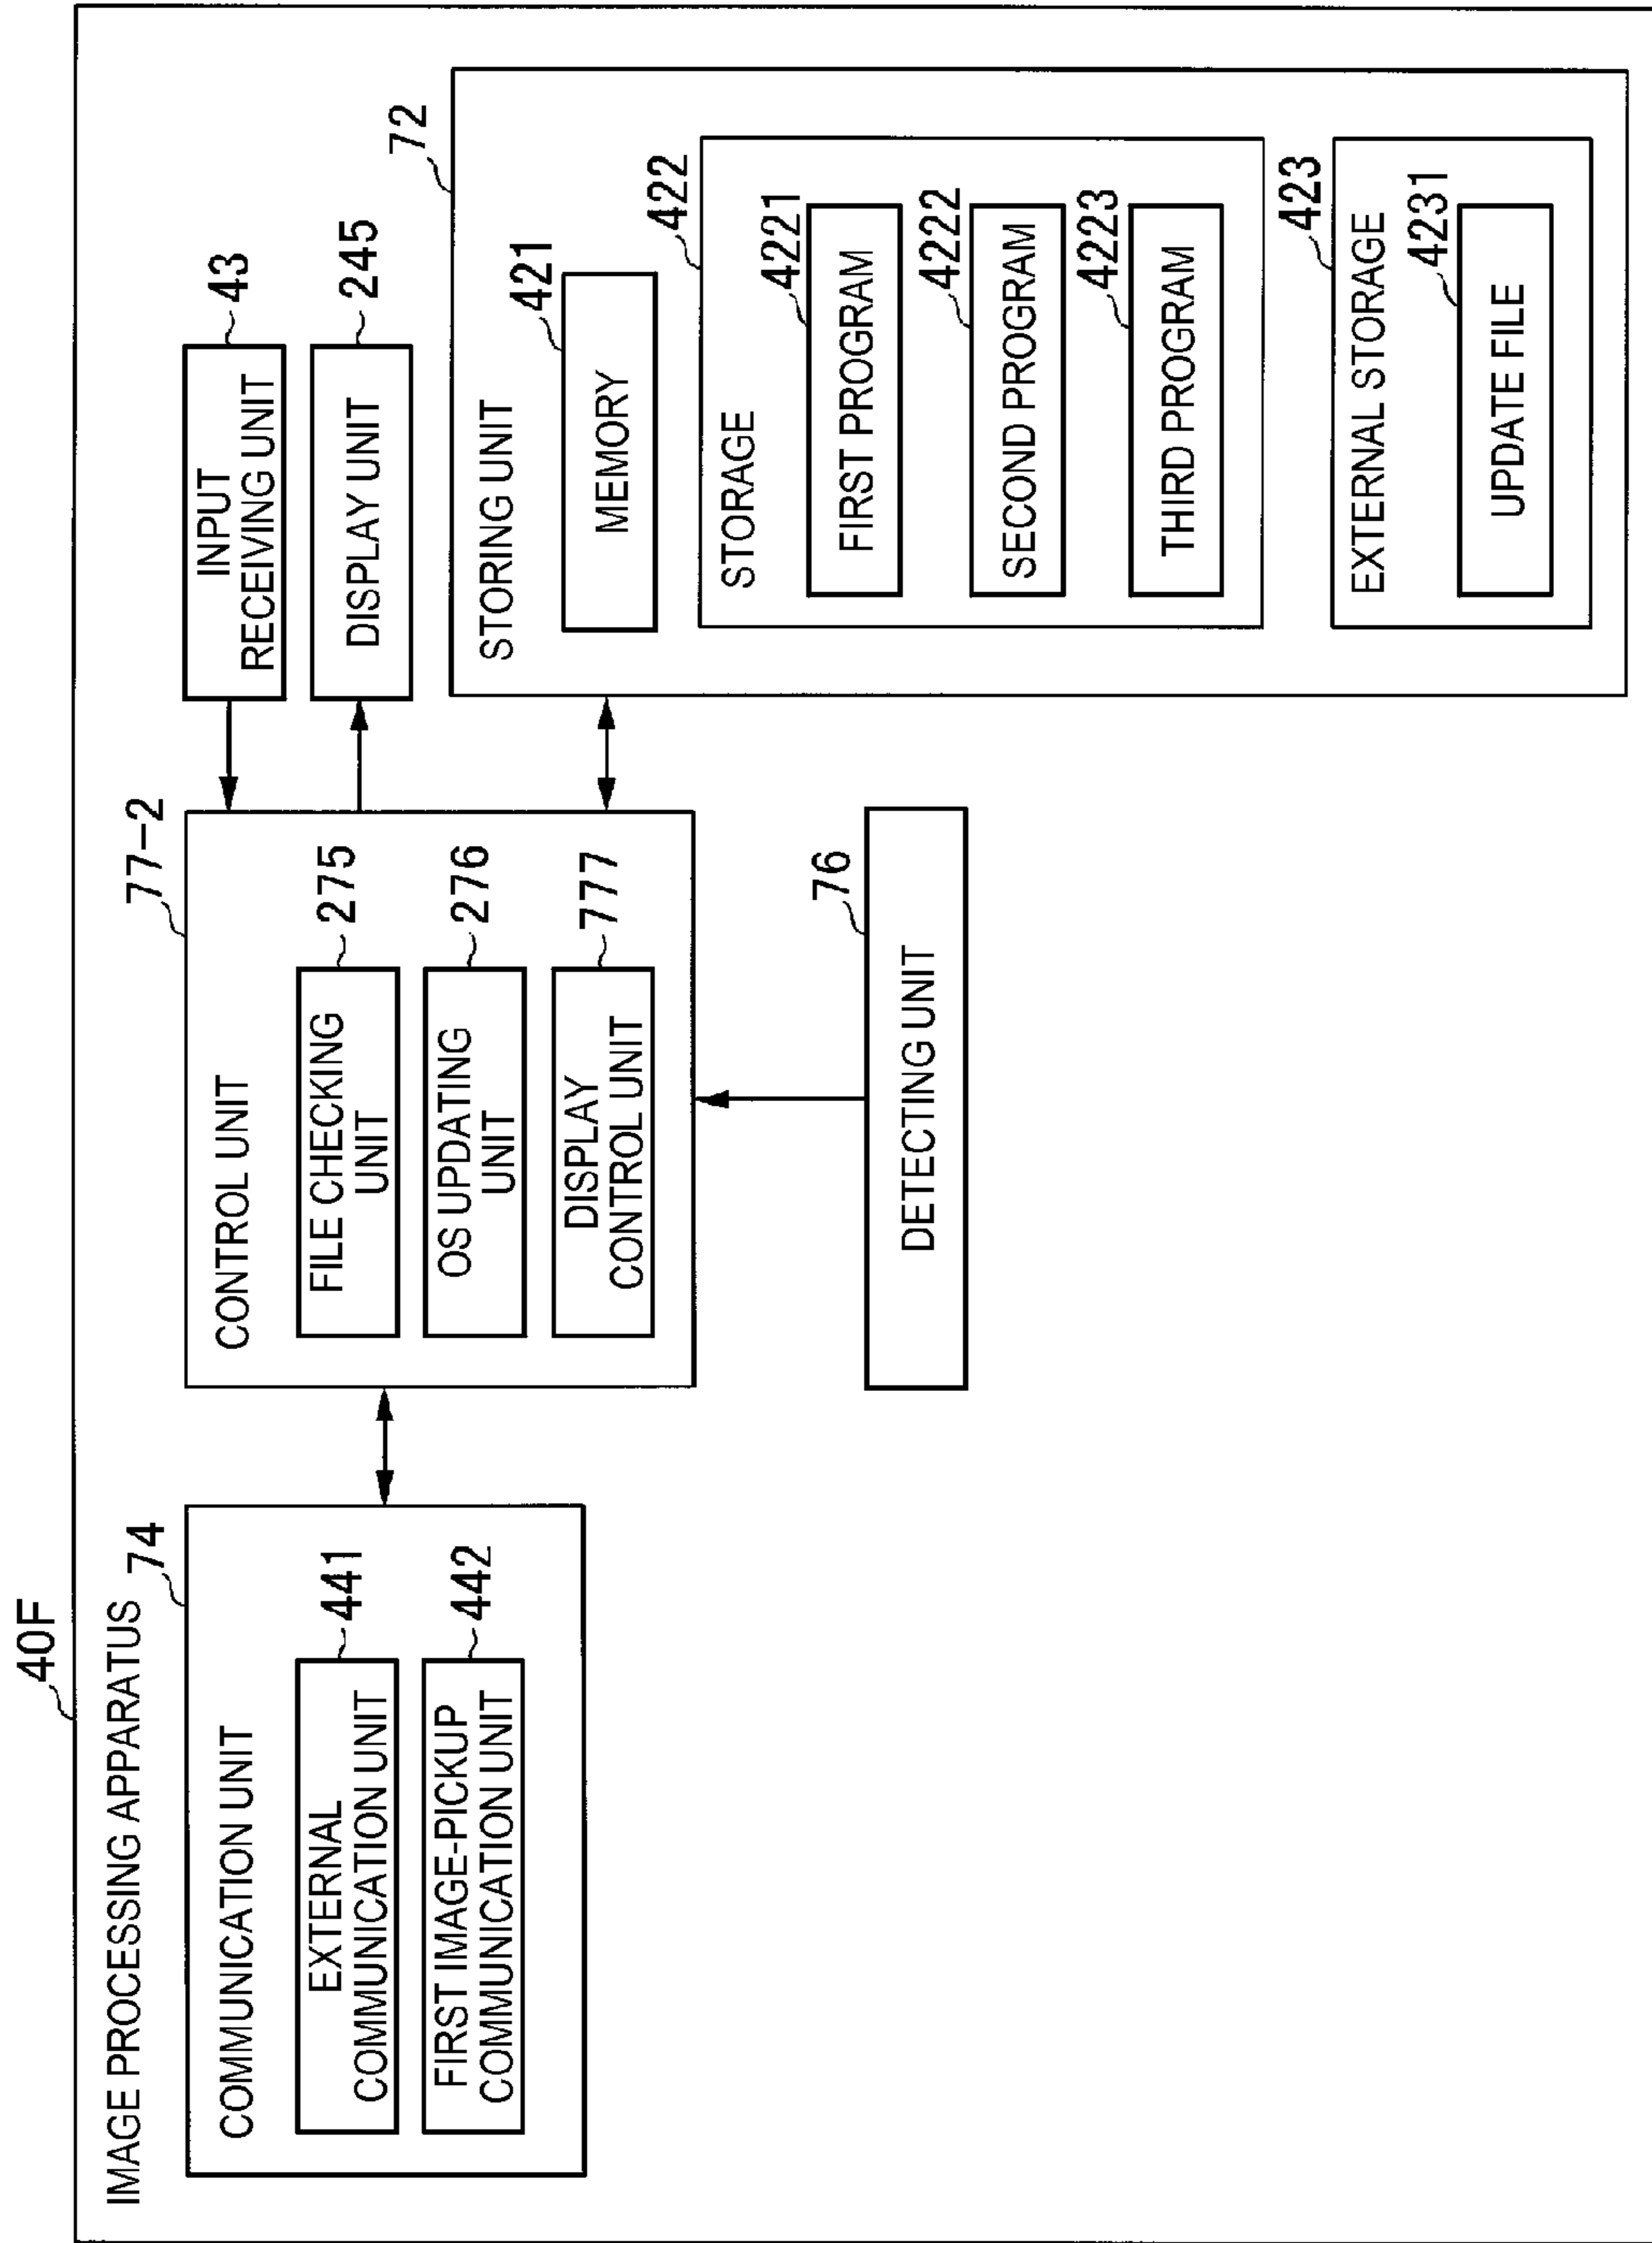 40F
IMAGE PROCESSING APPARATUS
74
COMMUNICATION UNIT
EXTERNAL
COMMUNICATION UNIT
441
FIRST IMAGE-PICKUP
COMMUNICATION UNIT
442
77-2
CONTROL UNIT
FILE CHECKING
UNIT
275
OS UPDATING
UNIT
276
DISPLAY
CONTROL UNIT
777
76
DETECTING UNIT
INPUT
RECEIVING UNIT
43
DISPLAY UNIT
245
72
STORING UNIT
421
MEMORY
422
STORAGE
4221
FIRST PROGRAM
4222
SECOND PROGRAM
4223
THIRD PROGRAM
423
EXTERNAL STORAGE
4231
UPDATE FILE